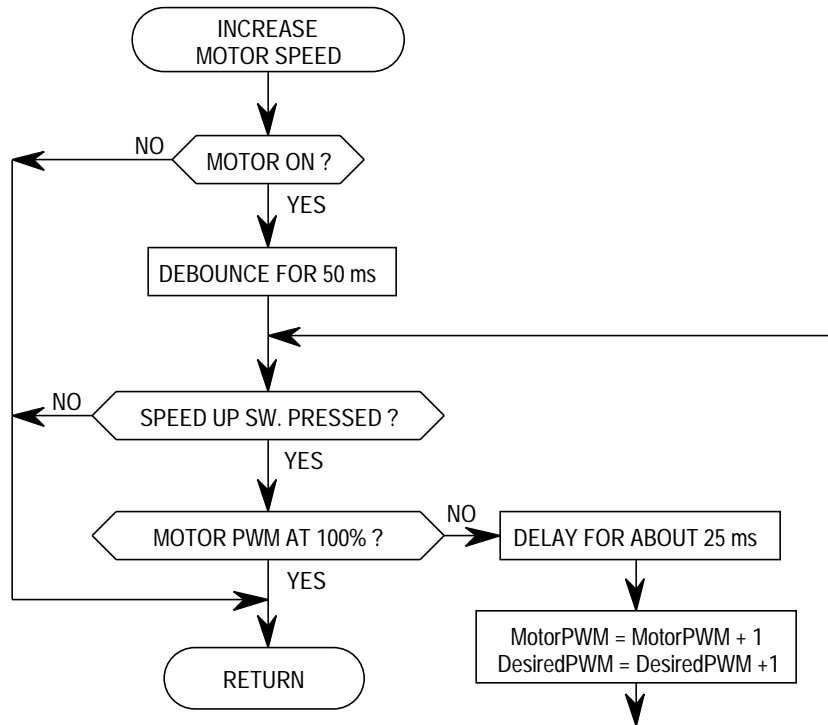 INCREASE
MOTOR SPEED
NO
MOTOR ON ?
YES
DEBOUNCE FOR 50 ms
NO
SPEED UP SW. PRESSED ?
YES
MOTOR PWM AT 100% ?
NO
DELAY FOR ABOUT 25 ms
YES
MotorPWM = MotorPWM + 1
DesiredPWM = DesiredPWM +1
RETURN